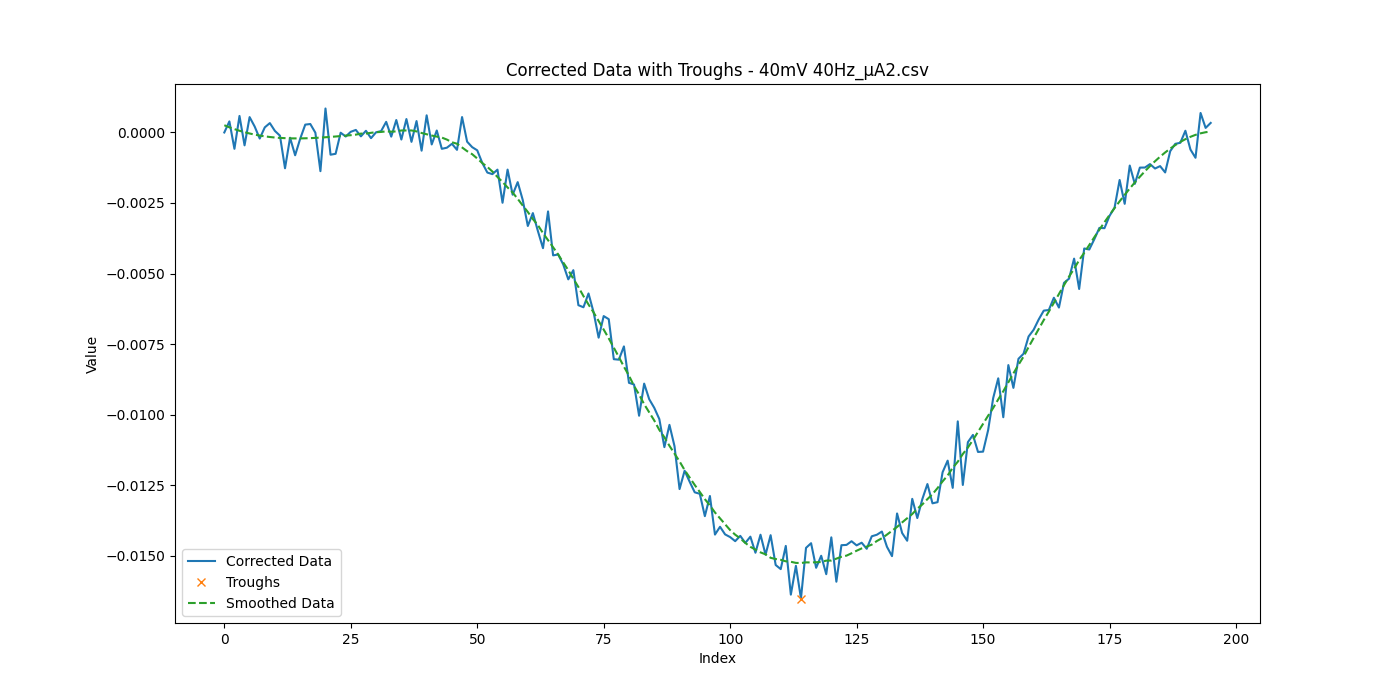 Corrected Data with Troughs - 40mV 40Hz_μA2.csv
Value
0.0000
−0.0025
−0.0050
−0.0075
−0.0100
−0.0125
−0.0150
Corrected Data
Troughs
Smoothed Data
0 25 50 75 100 125 150 175 200
Index